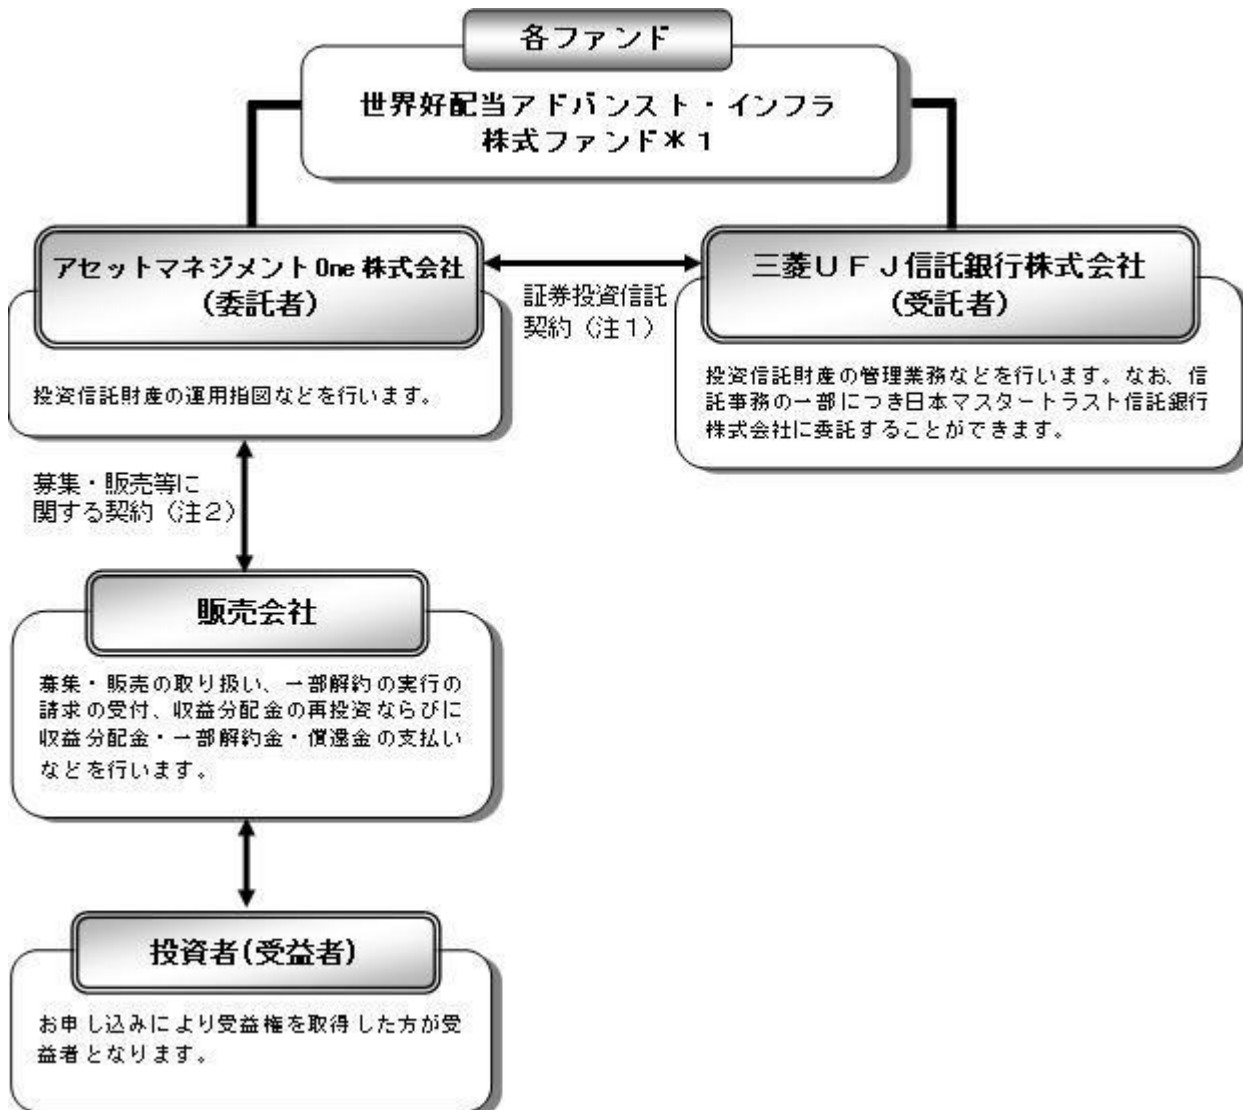 各ファンド
世界好配当アドバンスト・インフラ
株式ファンド＊１
アセットマネジメントOne 株式会社
(委託者)
証券投資信託
契約（注１）
三菱ＵＦＪ信託銀行株式会社
(受託者)
投資信託財産の運用指図などを行います。
投資信託財産の管理業務などを行います。なお、信
託事務の一部につき日本マスタートラスト信託銀行
株式会社に委託することができます。
募集・販売等に
関する契約（注２）
販売会社
募集・販売の取り扱い、一部解約の実行の
請求の受付、収益分配金の再投資ならびに
収益分配金・一部解約金・償還金の支払い
などを行います。
投資者(受益者)
お申し込みにより受益権を取得した方が受
益者となります。